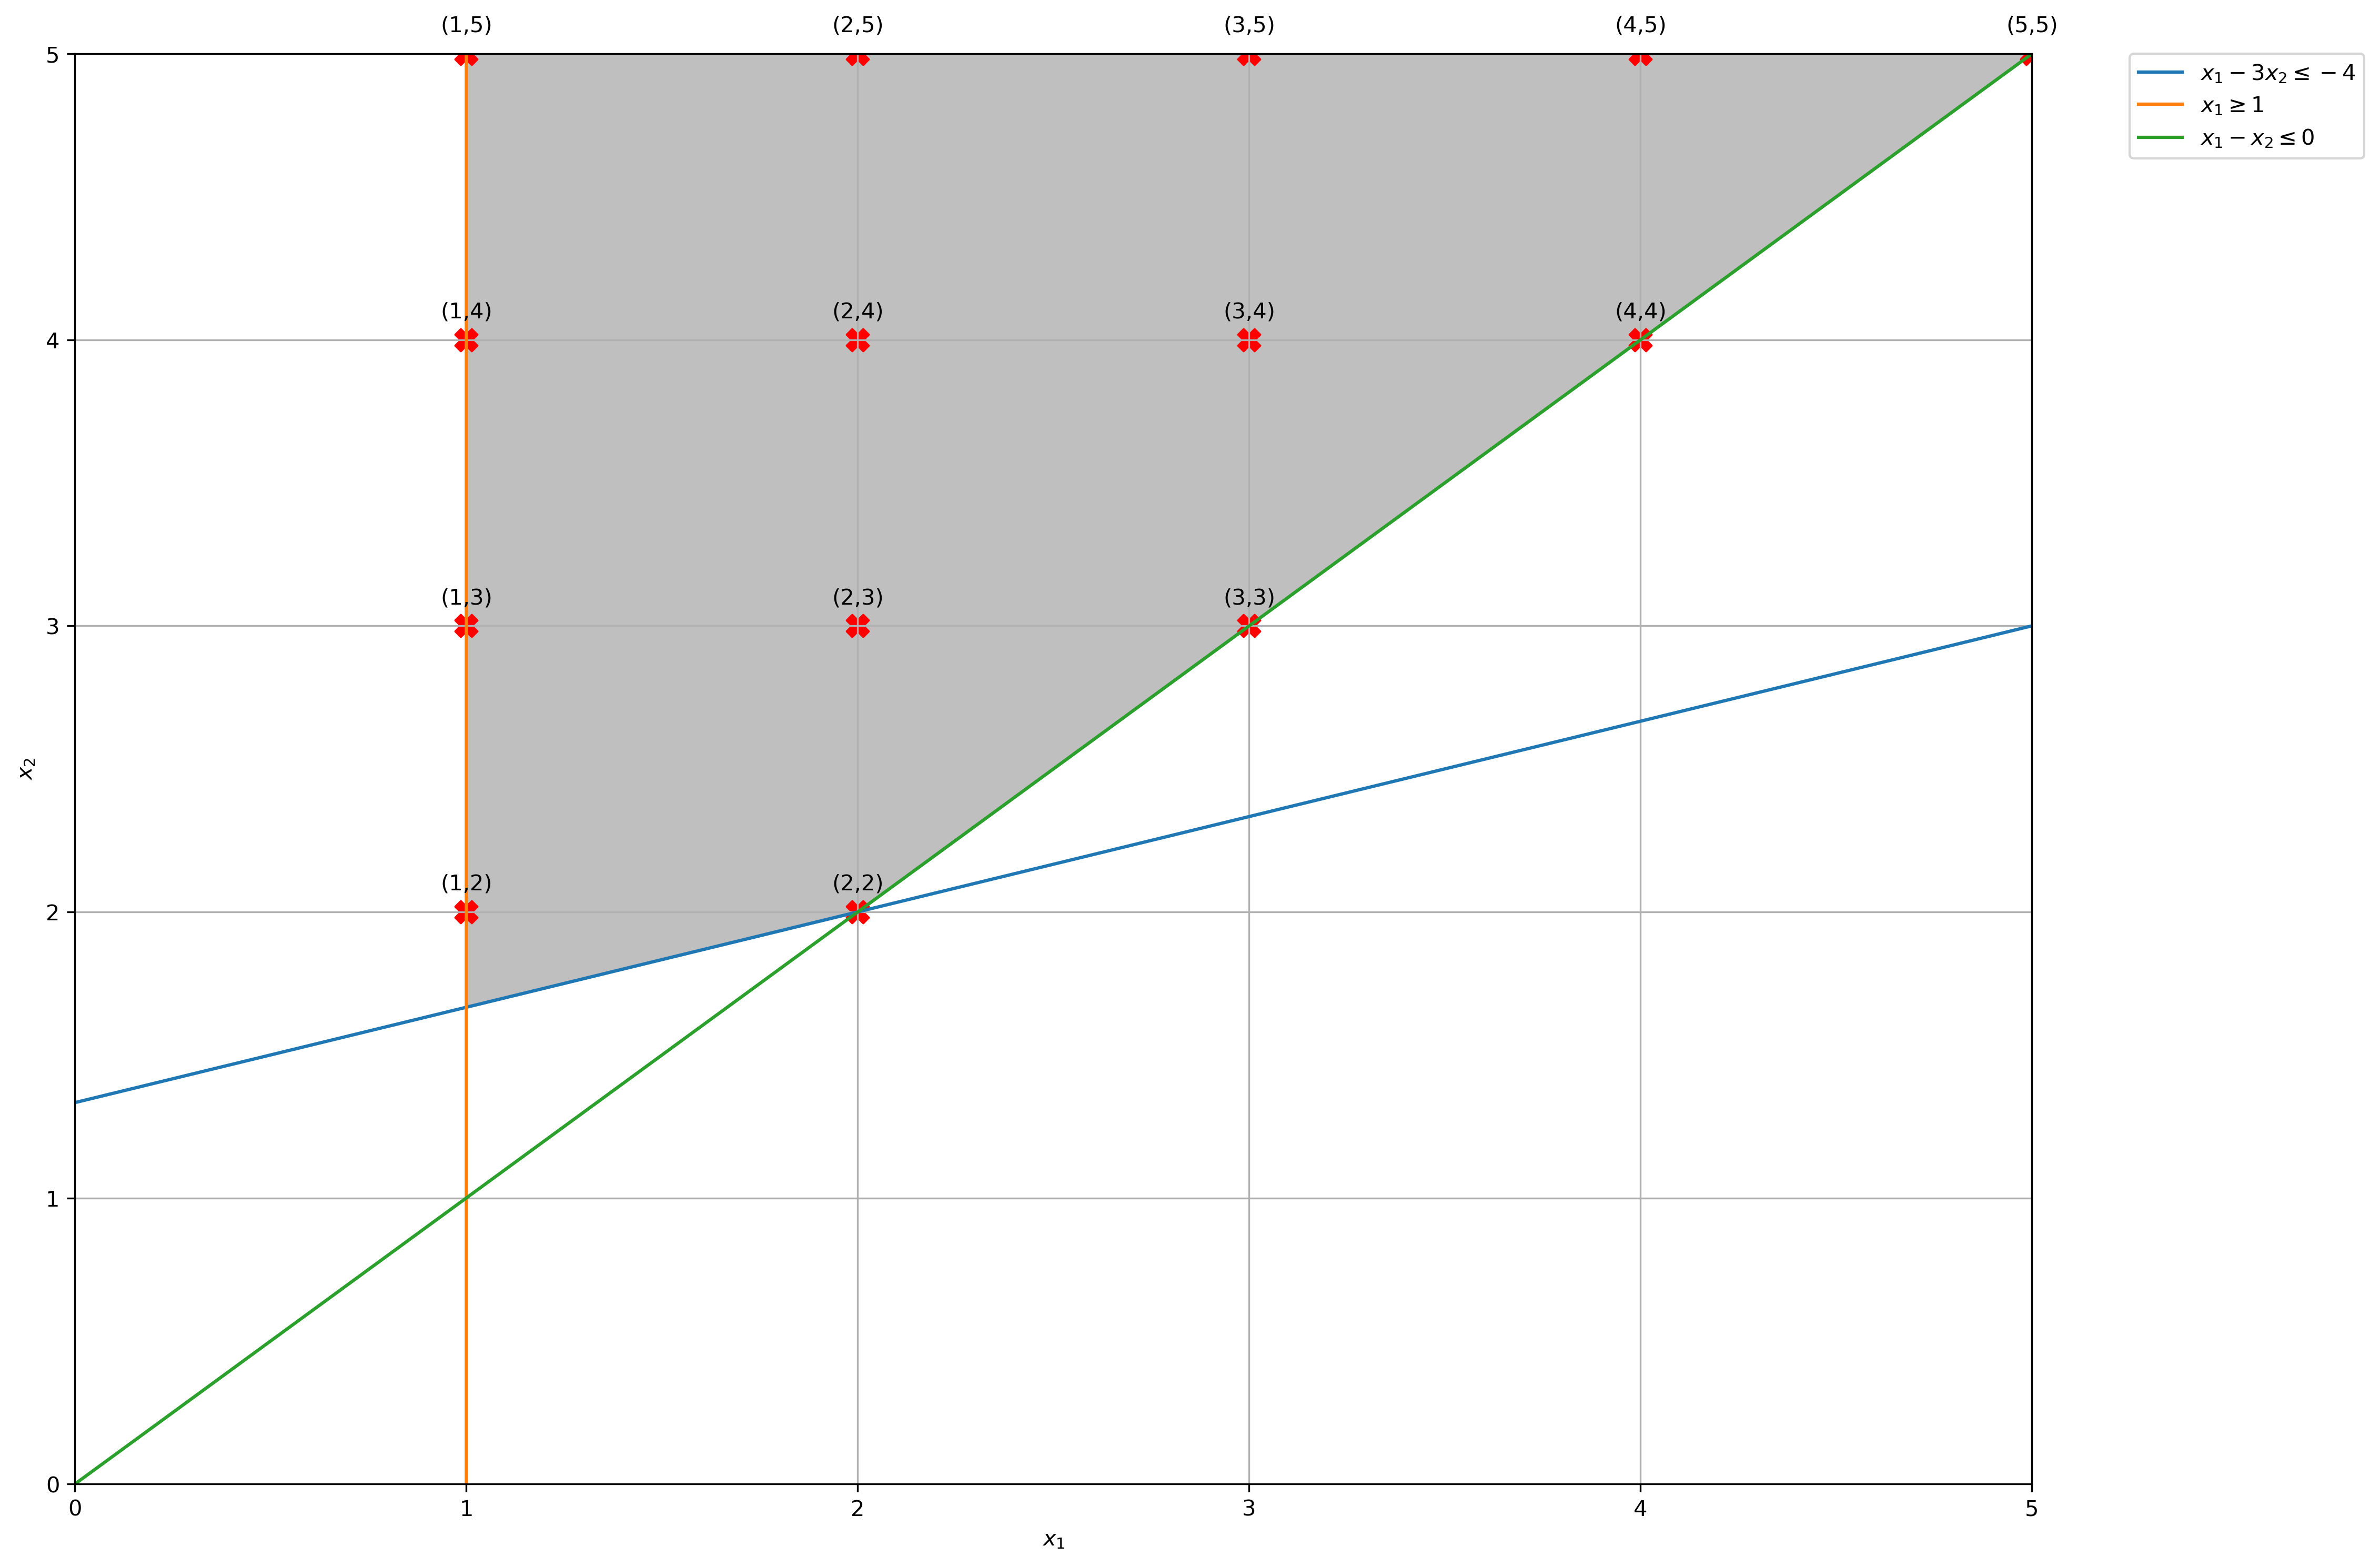 (1,5) (2,5) (3,5) (4,5) (5,5)
5
x₁ − 3x₂ ≤ −4
x₁ ≥ 1
x₁ − x₂ ≤ 0
(1,4) (2,4) (3,4) (4,4)
4
(1,3) (2,3) (3,3)
3
x₂
(1,2) (2,2)
2
1
0
0 1 2 3 4 5
x₁